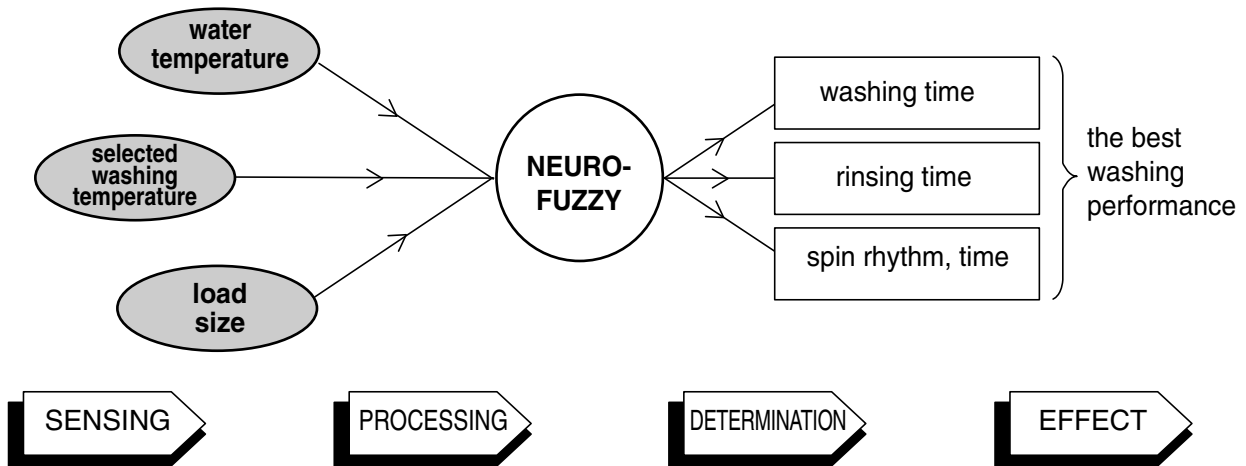 water
temperature
selected
washing
temperature
load
size
NEURO-
FUZZY
washing time
rinsing time
spin rhythm, time
the best
washing
performance
SENSING
PROCESSING
DETERMINATION
EFFECT